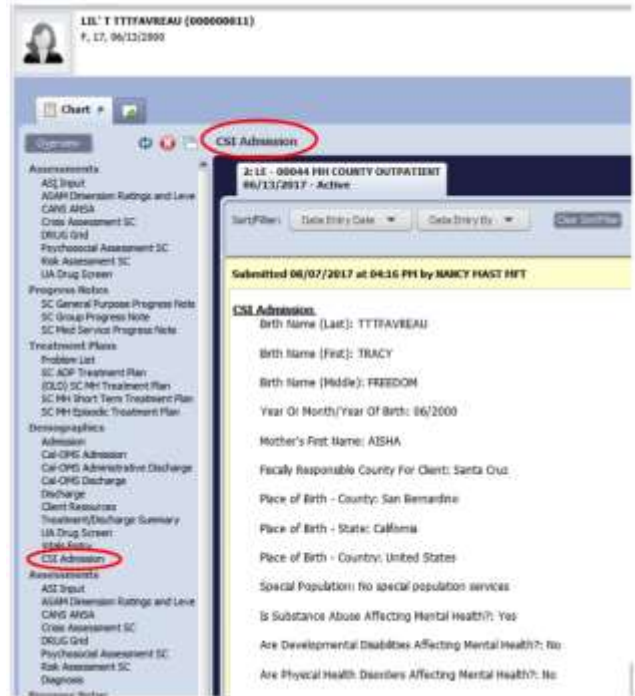 LIL' T TTTFAVREAU (000000011)
F, 17, 06/13/2000
Chart
Overview
CSI Admission
Assessments
ASI Input
ASAM Dimension Ratings and Leve
CANS ANSA
Crisis Assessment SC
DRUG Grid
Psychosocial Assessment SC
Risk Assessment SC
UA Drug Screen
Progress Notes
SC General Purpose Progress Note
SC Group Progress Note
SC Med Service Progress Note
Treatment Plans
Problem List
SC ADP Treatment Plan
(OLD) SC MH Treatment Plan
SC MH Short Term Treatment Plan
SC MH Episodic Treatment Plan
Demographics
Admission
Cal-OMS Admission
Cal-OMS Administrative Discharge
Cal-OMS Discharge
Discharge
Client Resources
Treatment/Discharge Summary
UA Drug Screen
Vitals Entry
CSI Admission
Assessments
ASI Input
ASAM Dimension Ratings and Leve
CANS ANSA
Crisis Assessment SC
DRUG Grid
Psychosocial Assessment SC
Risk Assessment SC
Diagnosis
Progress Notes
2: LE - 00044 MH COUNTY OUTPATIENT
06/13/2017 - Active
Sort/Filter: Data Entry Date Data Entry By Clear Sort/Filter
Submitted 08/07/2017 at 04:16 PM by NANCY MAST MFT
CSI Admission
Birth Name (Last): TTTFAVREAU
Birth Name (First): TRACY
Birth Name (Middle): FREEDOM
Year Or Month/Year Of Birth: 06/2000
Mother's First Name: AISHA
Fiscally Responsible County For Client: Santa Cruz
Place of Birth - County: San Bernardino
Place of Birth - State: California
Place of Birth - Country: United States
Special Population: No special population services
Is Substance Abuse Affecting Mental Health?: Yes
Are Developmental Disabilities Affecting Mental Health?: No
Are Physical Health Disorders Affecting Mental Health?: No